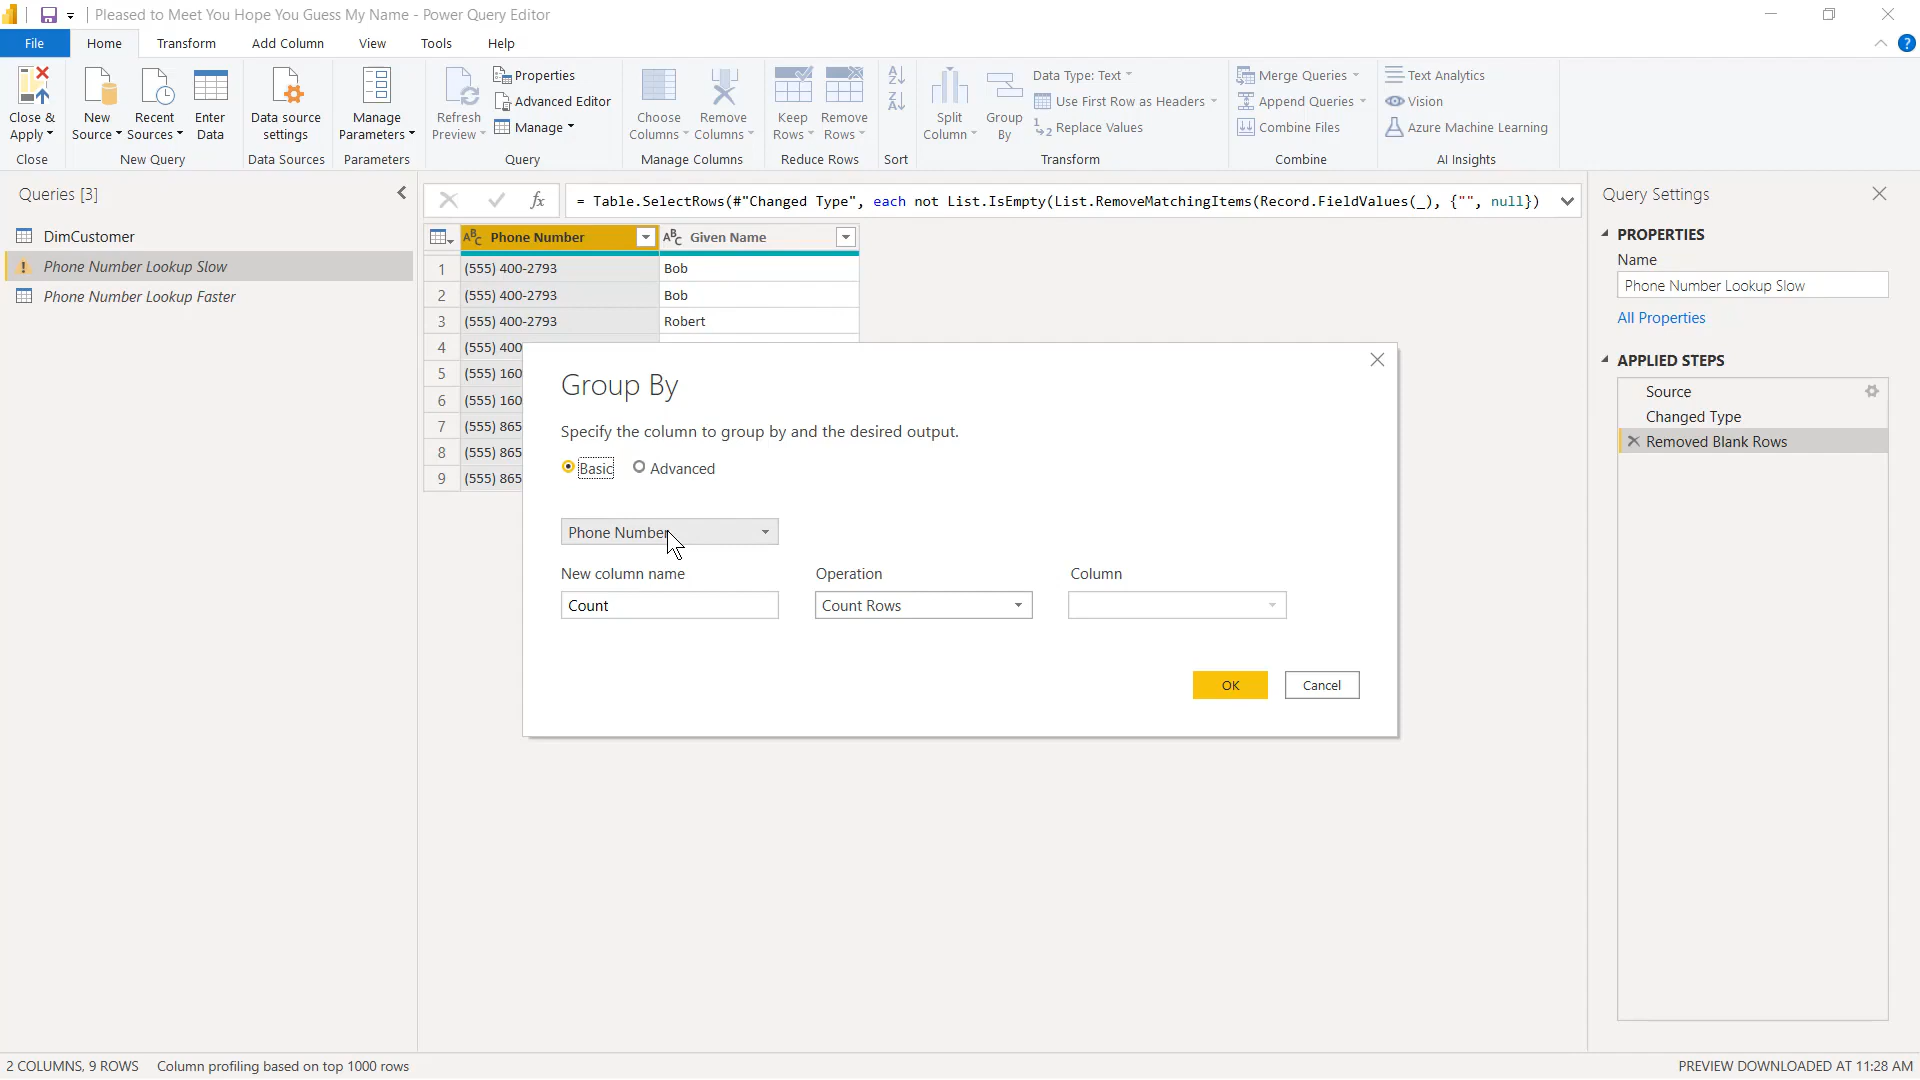 Pleased to Meet You Hope You Guess My Name - Power Query Editor
File Home Transform Add Column View Tools Help
Close & Apply
Close
New Source
Recent Sources
Enter Data
New Query
Data source settings
Data Sources
Manage Parameters
Parameters
Refresh Preview
Properties
Advanced Editor
Manage
Query
Choose Columns
Remove Columns
Manage Columns
Keep Rows
Remove Rows
Reduce Rows
Sort
Split Column
Group By
Data Type: Text
Use First Row as Headers
Replace Values
Transform
Merge Queries
Append Queries
Combine Files
Combine
Text Analytics
Vision
Azure Machine Learning
AI Insights
Queries [3]
DimCustomer
Phone Number Lookup Slow
Phone Number Lookup Faster
fx = Table.SelectRows(#"Changed Type", each not List.IsEmpty(List.RemoveMatchingItems(Record.FieldValues(_), {"", null})
Phone Number Given Name
1 (555) 400-2793 Bob
2 (555) 400-2793 Bob
3 (555) 400-2793 Robert
4 (555) 400
5 (555) 160
6 (555) 160
7 (555) 865
8 (555) 865
9 (555) 865
Group By
Specify the column to group by and the desired output.
Basic Advanced
Phone Number
New column name Operation Column
Count Count Rows
OK Cancel
Query Settings
PROPERTIES
Name
Phone Number Lookup Slow
All Properties
APPLIED STEPS
Source
Changed Type
Removed Blank Rows
2 COLUMNS, 9 ROWS Column profiling based on top 1000 rows
PREVIEW DOWNLOADED AT 11:28 AM